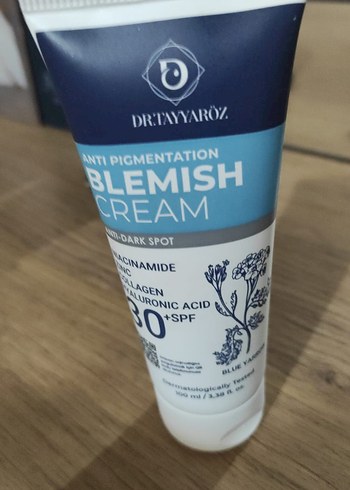 DR.TAYYARÖZ
ANTI PIGMENTATION
BLEMISH
CREAM
ANTI-DARK SPOT
NIACINAMIDE
ZINC
COLLAGEN
HYALURONIC ACID
30+SPF
BLUE YARROW
Dermatologically Tested
100 ml / 3,38 fl. oz.